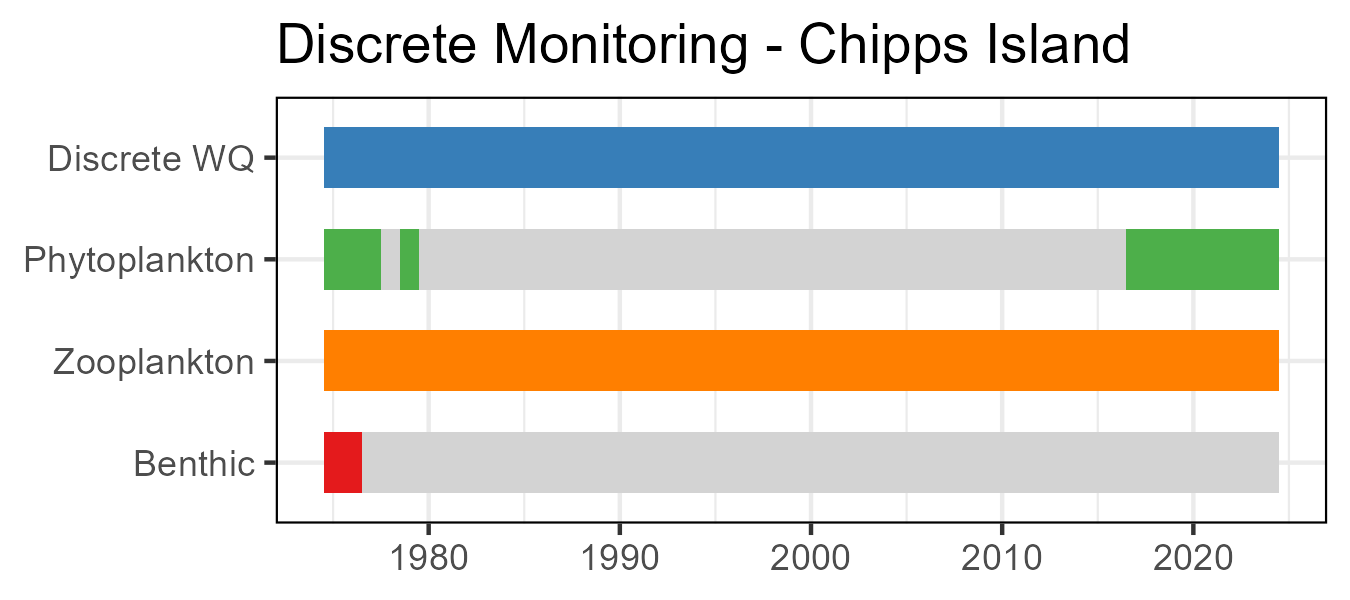 Discrete Monitoring - Chipps Island
Discrete WQ
Phytoplankton
Zooplankton
Benthic
1980 1990 2000 2010 2020